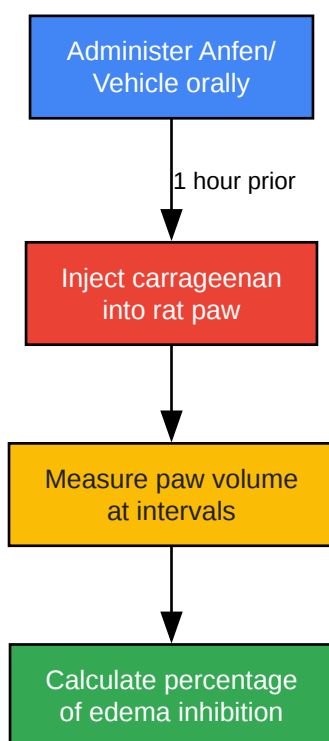 Administer Anfen/
Vehicle orally
1 hour prior
Inject carrageenan
into rat paw
Measure paw volume
at intervals
Calculate percentage
of edema inhibition